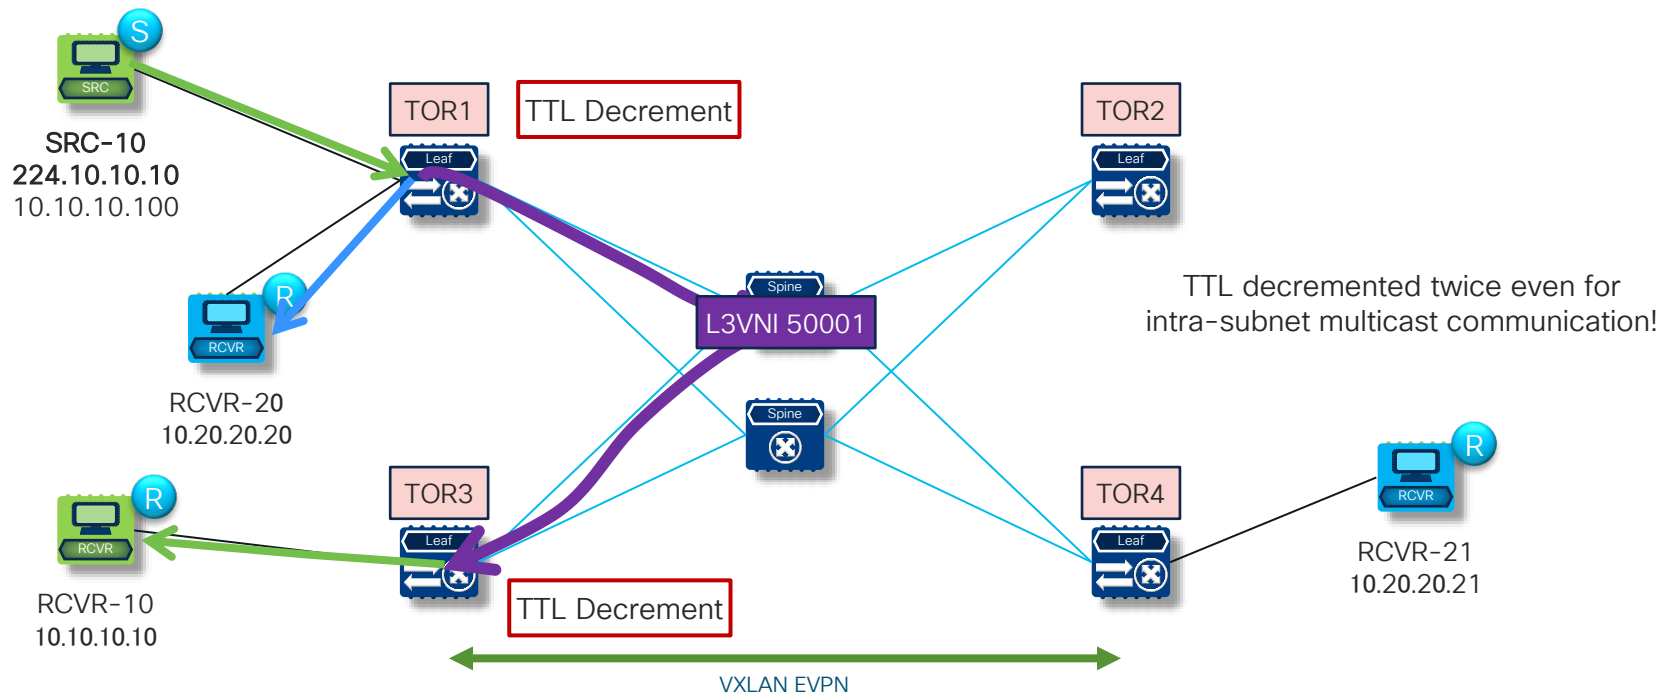 S
SRC
SRC-10
224.10.10.10
10.10.10.100
TOR1
Leaf
TTL Decrement
TOR2
Leaf
R
RCVR
RCVR-20
10.20.20.20
Spine
L3VNI 50001
TTL decremented twice even for
intra-subnet multicast communication!
Spine
R
RCVR
RCVR-10
10.10.10.10
TOR3
Leaf
TTL Decrement
TOR4
Leaf
R
RCVR
RCVR-21
10.20.20.21
VXLAN EVPN